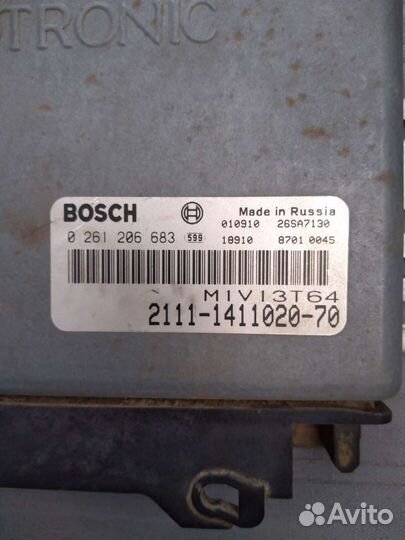 TRONIC
BOSCH
Made in Russia
010910 26SA7130
0 261 206 683 599
18910 8701 0045
M1V13T64
2111-1411020-70
Avito